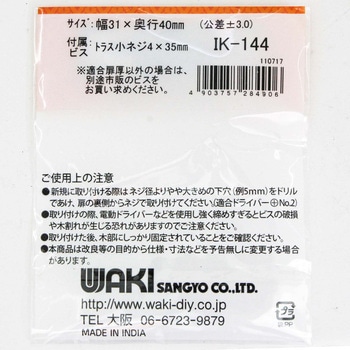 サイズ: 幅31×奥行40mm (公差±3.0)
付属ビス: トラス小ネジ4×35mm IK-144
110717
※適合扉厚以外の場合は、
別途市販のビスを
お買い求めください。
4 903757 284906
ご使用上の注意
●新規に取り付ける際はネジ径よりやや大きめの下穴(例5mm)をドリル
であけ、扉の裏側からネジで取り付けてください。(適合ドライバー⊕No.2)
●取り付けの際、電動ドライバーなどを使用し強く締めすぎるとビスの破損
や木割れが生じる恐れがありますのでご注意ください。
●取り付けた後、木部にしっかり固定されていることをご確認ください。
●本商品は改良等の目的から仕様・寸法などを予告無しに変更する場合
があります。
WAKI SANGYO CO.,LTD.
http://www.waki-diy.co.jp
TEL 大阪 06-6723-9879
MADE IN INDIA
プラ